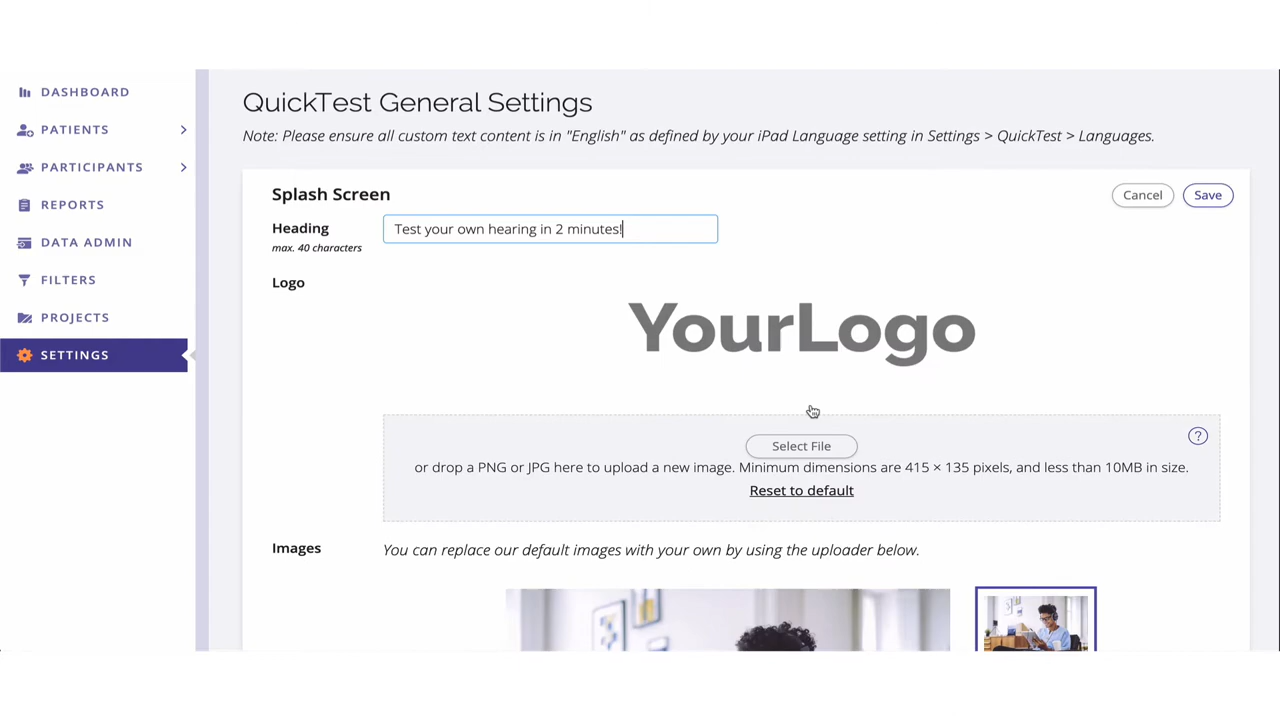 DASHBOARD
PATIENTS
PARTICIPANTS
REPORTS
DATA ADMIN
FILTERS
PROJECTS
SETTINGS
QuickTest General Settings
Note: Please ensure all custom text content is in "English" as defined by your iPad Language setting in Settings > QuickTest > Languages.
Splash Screen
Cancel
Save
Heading
max. 40 characters
Test your own hearing in 2 minutes!
Logo
YourLogo
?
Select File
or drop a PNG or JPG here to upload a new image. Minimum dimensions are 415 × 135 pixels, and less than 10MB in size.
Reset to default
Images
You can replace our default images with your own by using the uploader below.